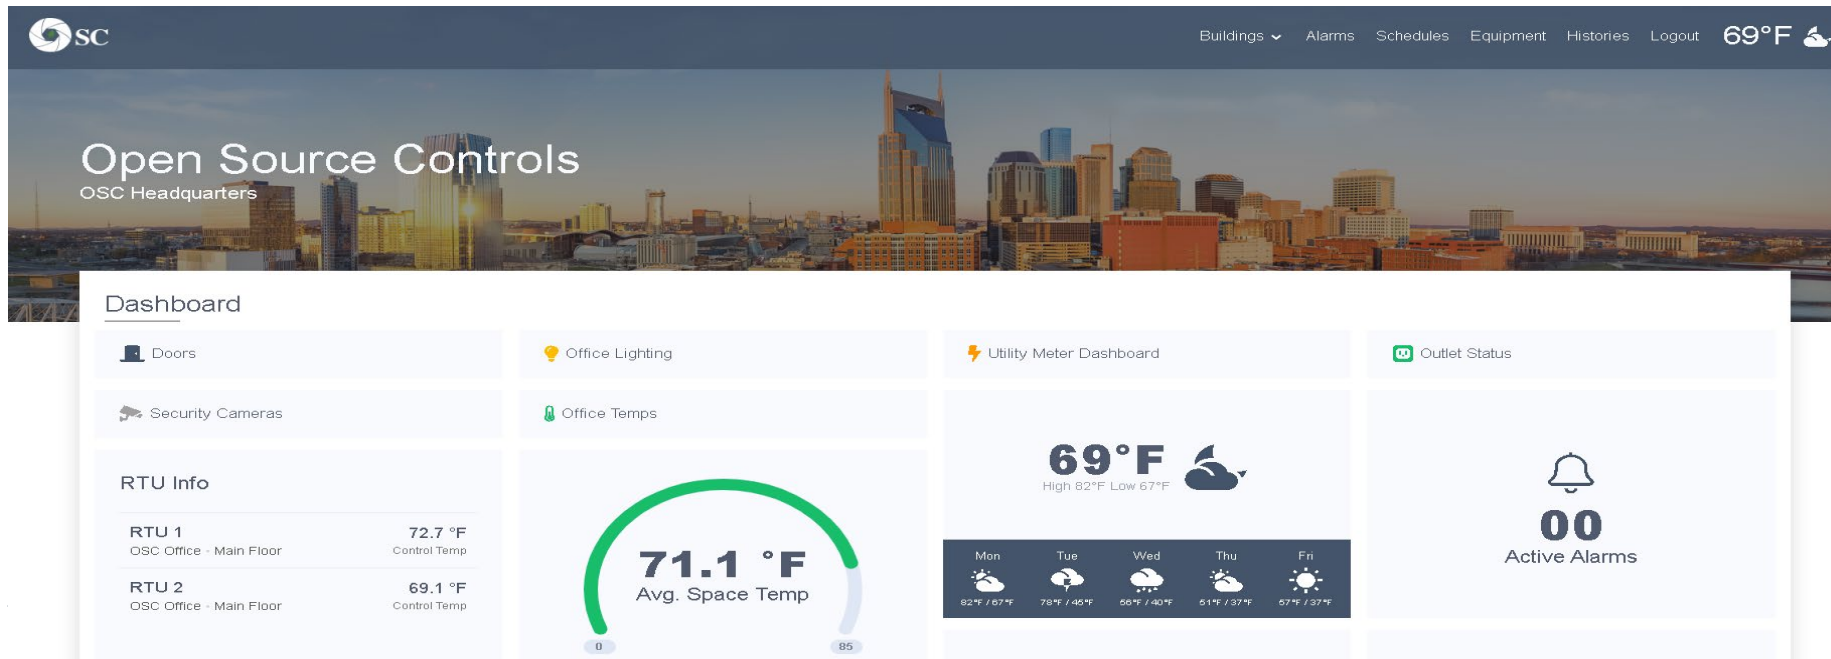 SC
Buildings Alarms Schedules Equipment Histories Logout 69°F
Open Source Controls
OSC Headquarters
Dashboard
Doors
Office Lighting
Utility Meter Dashboard
Outlet Status
Security Cameras
Office Temps
RTU Info
RTU 1 72.7 °F
OSC Office - Main Floor Control Temp
RTU 2 69.1 °F
OSC Office - Main Floor Control Temp
71.1 °F
Avg. Space Temp
0 85
69°F
High 82°F Low 67°F
Mon Tue Wed Thu Fri
82°F / 67°F 78°F / 45°F 56°F / 40°F 51°F / 37°F 57°F / 37°F
00
Active Alarms